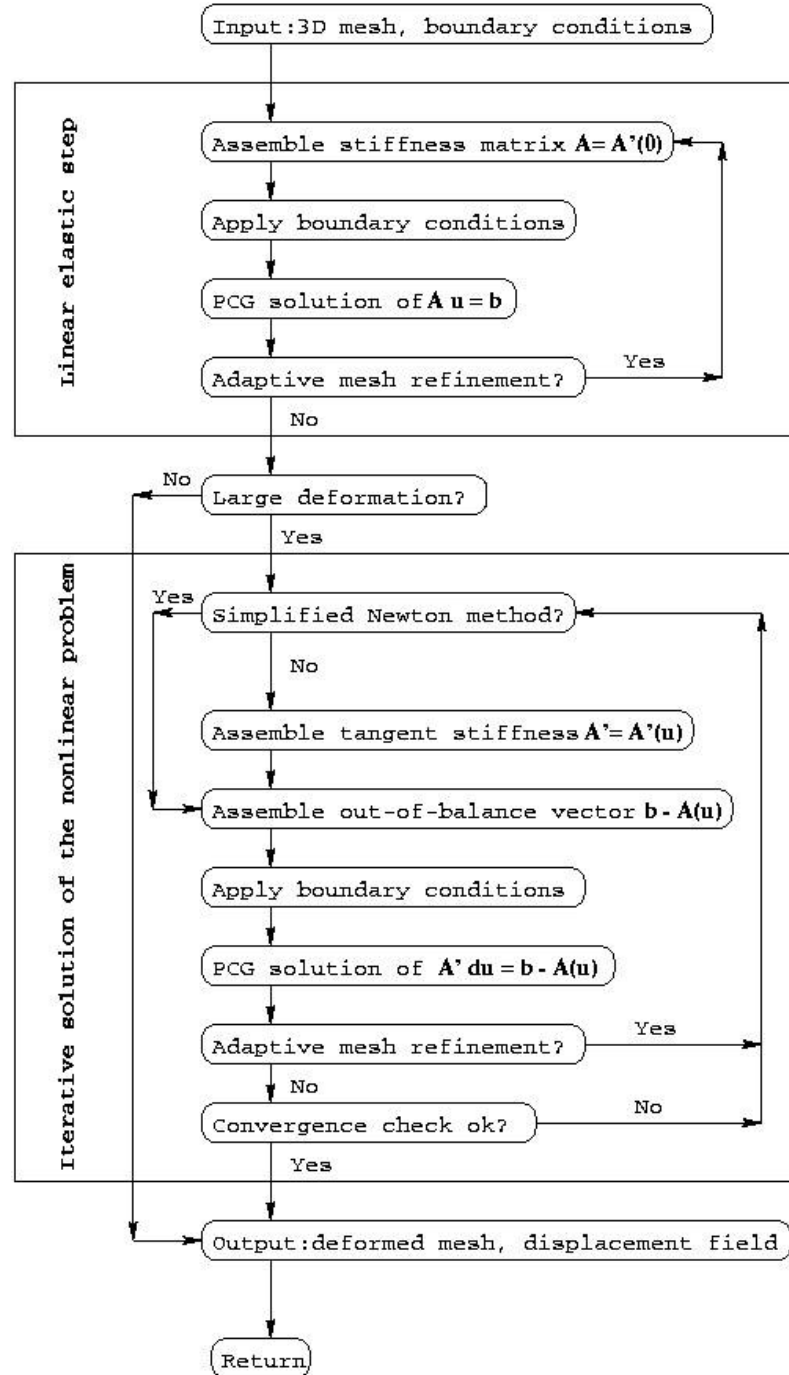 Input:3D mesh, boundary conditions
Linear elastic step
Assemble stiffness matrix A= A'(0)
Apply boundary conditions
PCG solution of A u = b
Adaptive mesh refinement?
Yes
No
No
Large deformation?
Yes
Iterative solution of the nonlinear problem
Yes
Simplified Newton method?
No
Assemble tangent stiffness A'= A'(u)
Assemble out-of-balance vector b - A(u)
Apply boundary conditions
PCG solution of A' du = b - A(u)
Adaptive mesh refinement?
Yes
No
Convergence check ok?
No
Yes
Output:deformed mesh, displacement field
Return